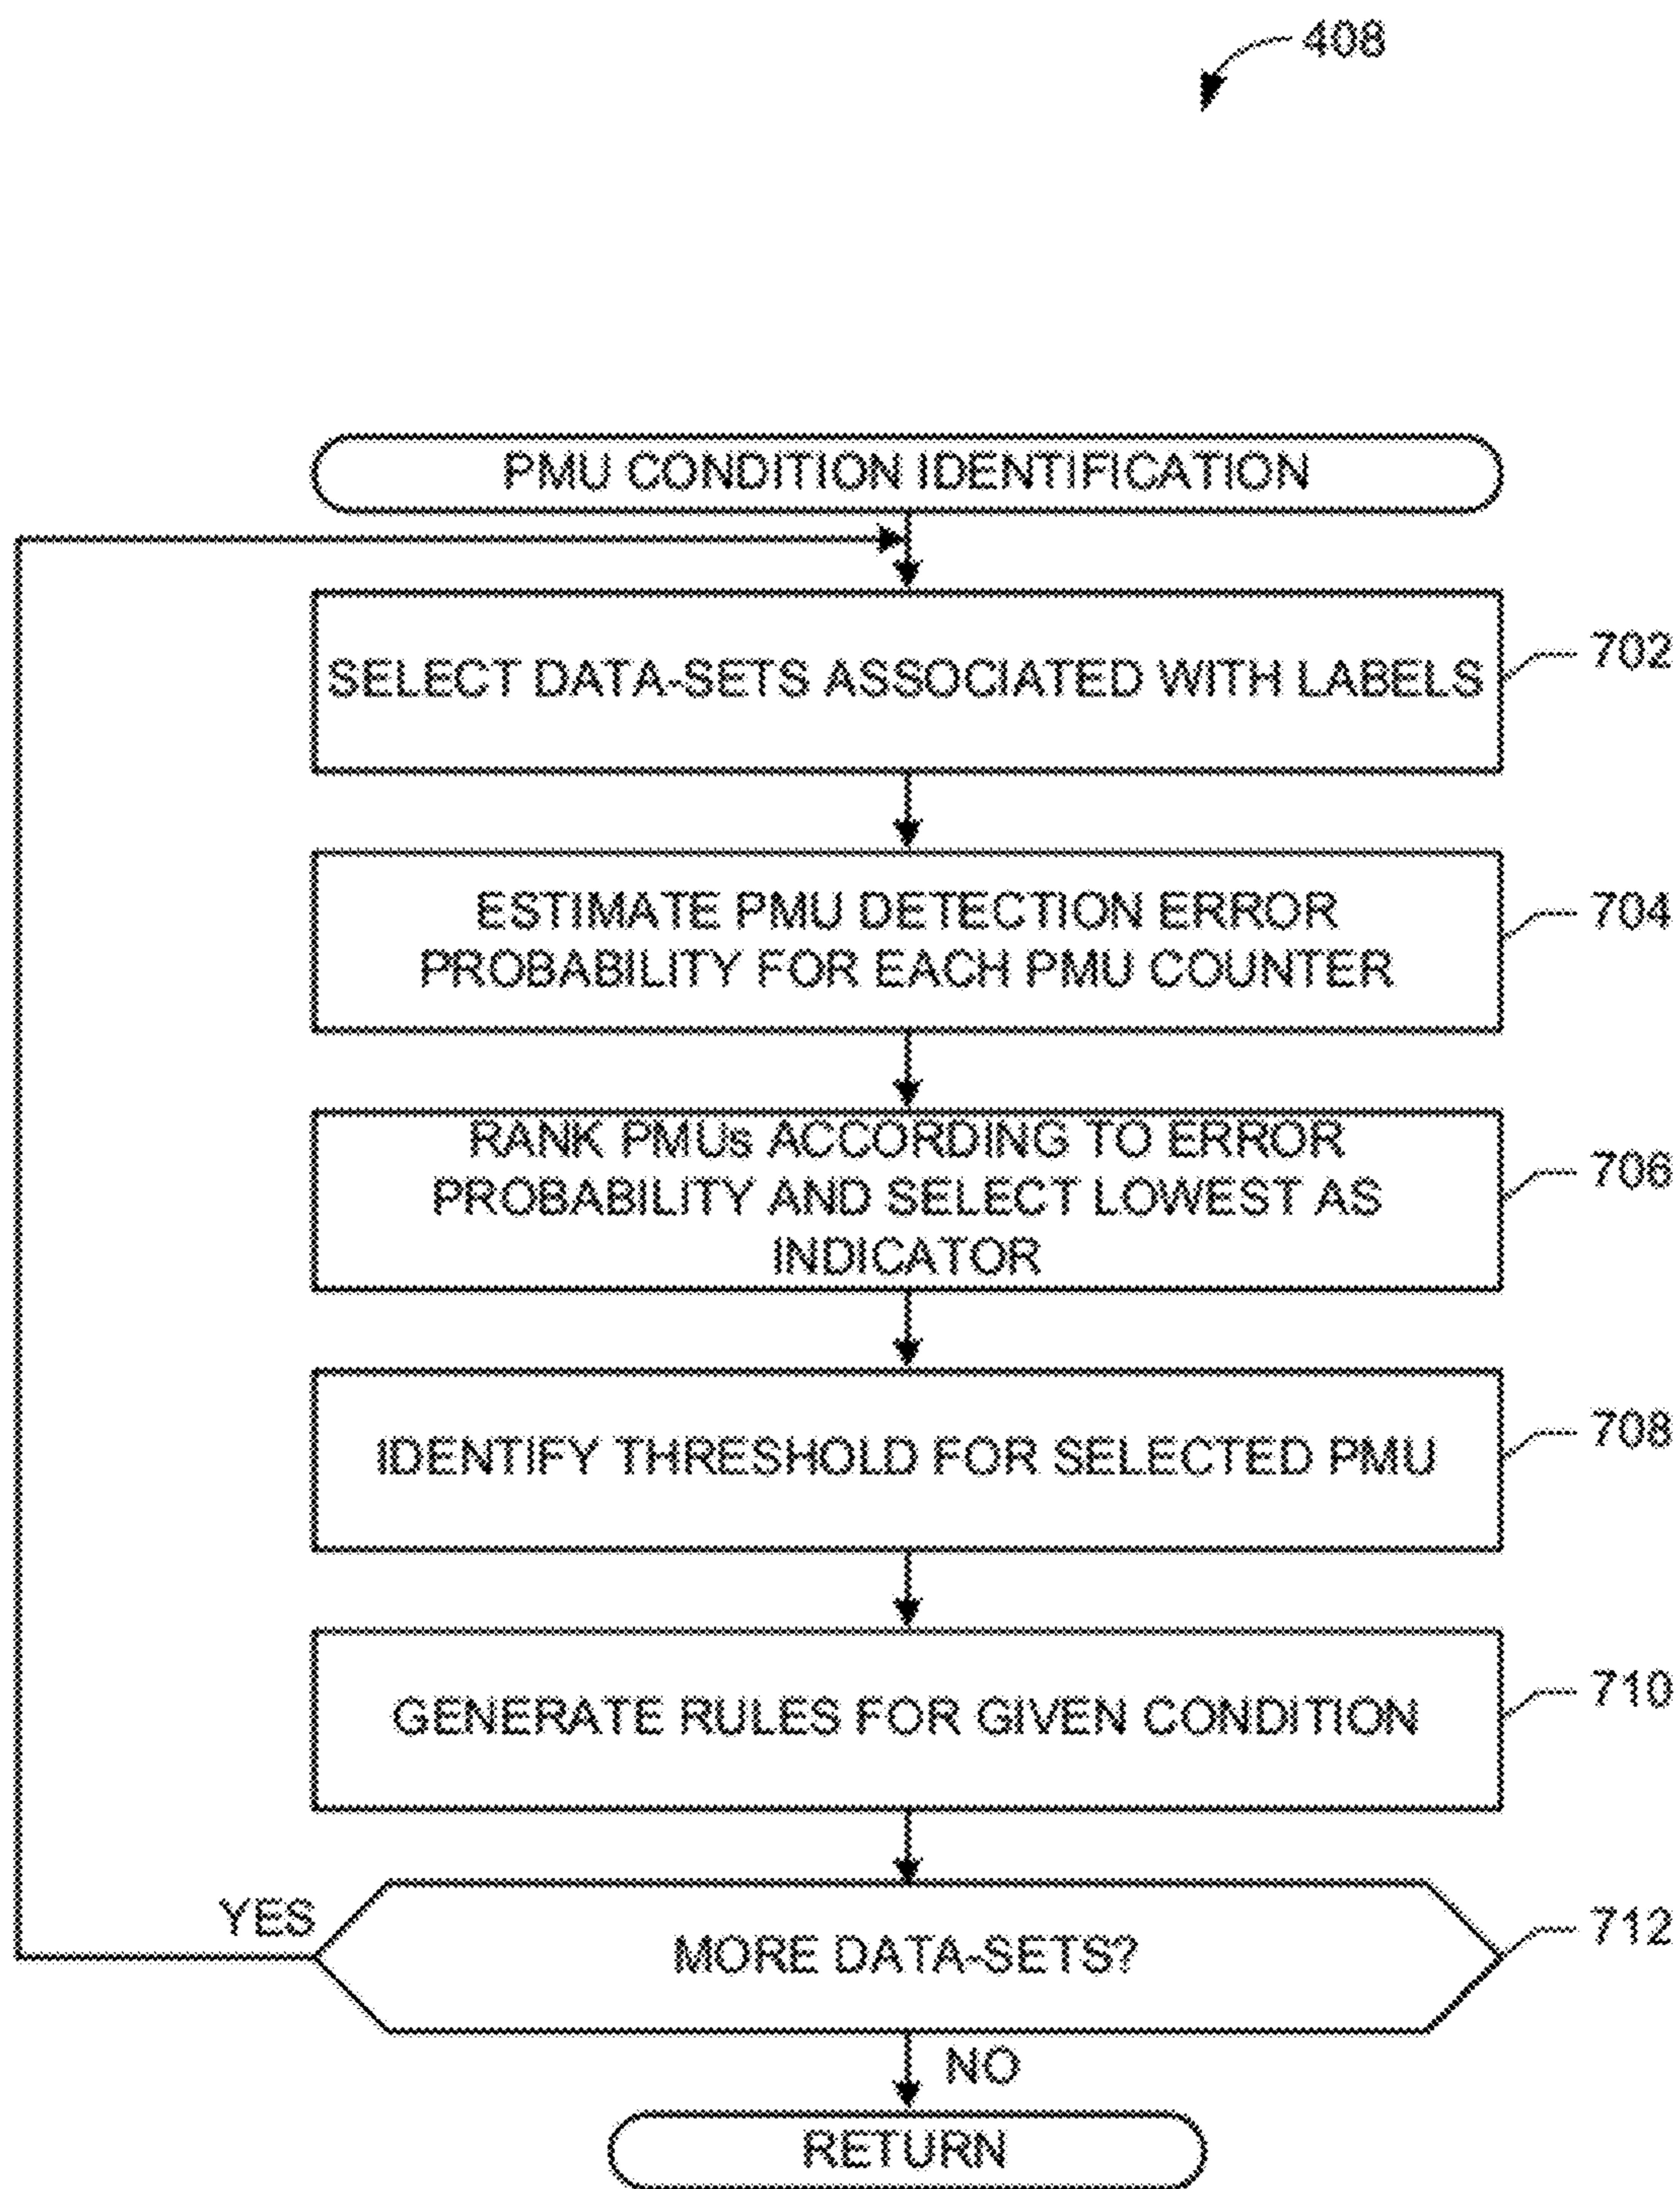 408
PMU CONDITION IDENTIFICATION
SELECT DATA-SETS ASSOCIATED WITH LABELS
702
ESTIMATE PMU DETECTION ERROR
PROBABILITY FOR EACH PMU COUNTER
704
RANK PMUs ACCORDING TO ERROR
PROBABILITY AND SELECT LOWEST AS
INDICATOR
706
IDENTIFY THRESHOLD FOR SELECTED PMU
708
GENERATE RULES FOR GIVEN CONDITION
710
YES
MORE DATA-SETS?
712
NO
RETURN